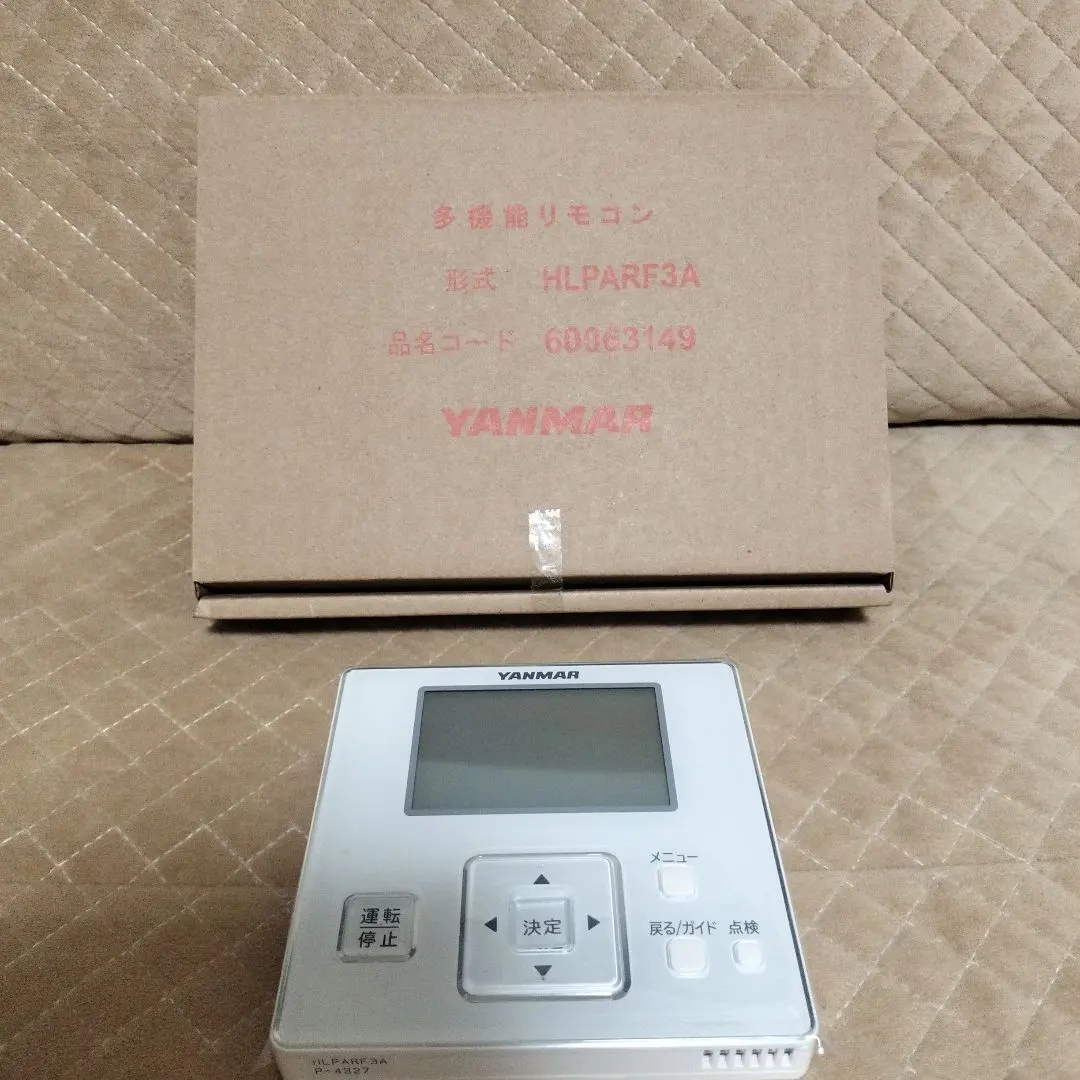 多機能リモコン
形式 HLPARF3A
品名コード 60063149
YANMAR
YANMAR
メニュー
運転
停止
決定
戻る/ガイド 点検
HLPARF3A
P-4327